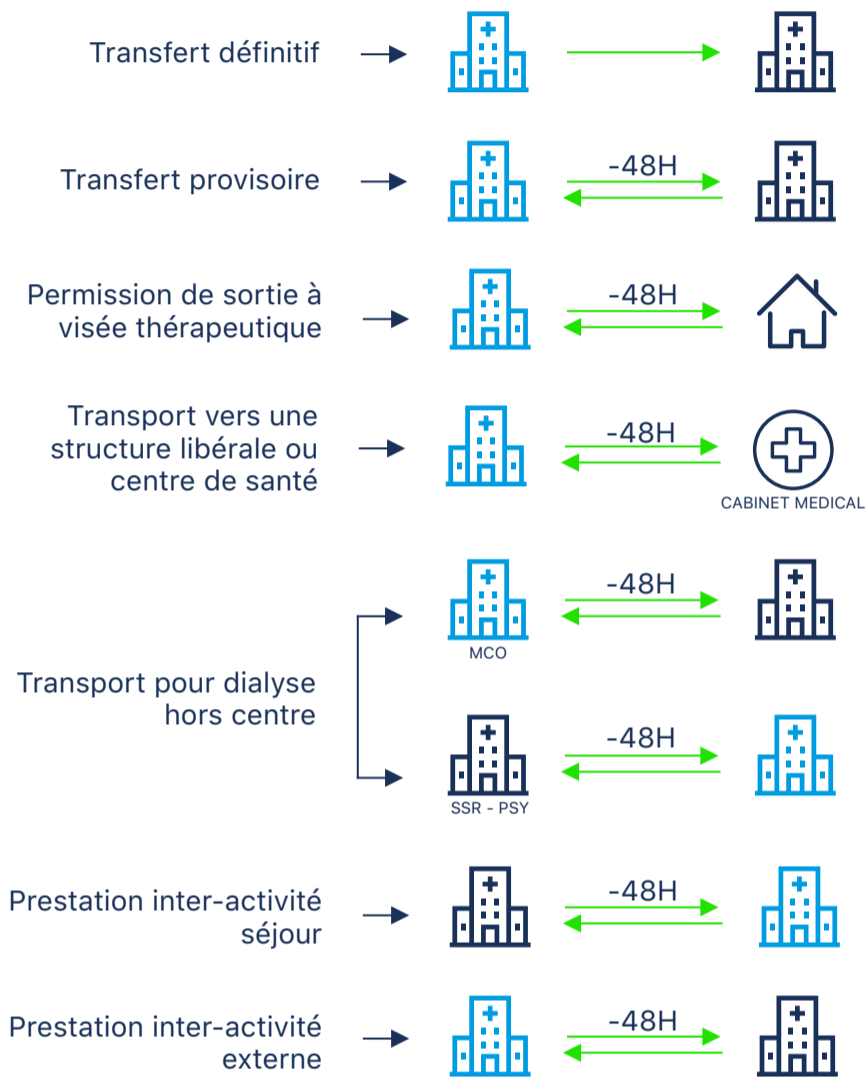 Transfert définitif
Transfert provisoire
-48H
Permission de sortie à
visée thérapeutique
-48H
Transport vers une
structure libérale ou
centre de santé
-48H
CABINET MEDICAL
Transport pour dialyse
hors centre
-48H
MCO
-48H
SSR - PSY
Prestation inter-activité
séjour
-48H
Prestation inter-activité
externe
-48H